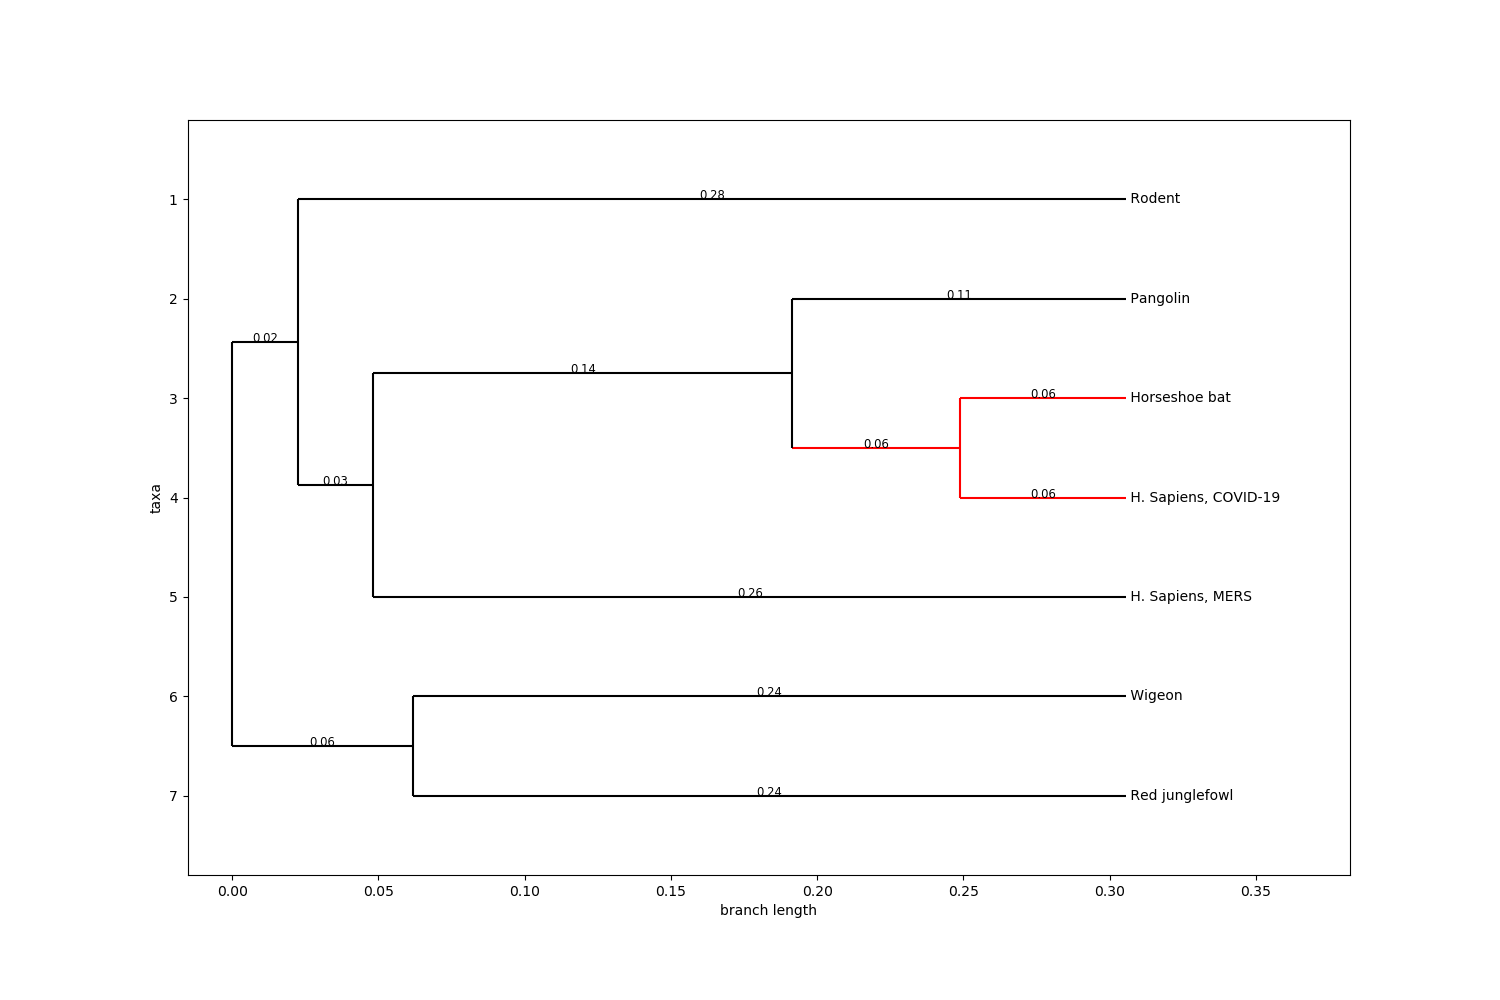 1
0.28
Rodent
2
0.11
Pangolin
0.02
0.14
3
0.06
Horseshoe bat
0.06
0.03
taxa
4
0.06
H. Sapiens, COVID-19
5
0.26
H. Sapiens, MERS
6
0.24
Wigeon
0.06
7
0.24
Red junglefowl
0.00 0.05 0.10 0.15 0.20 0.25 0.30 0.35
branch length